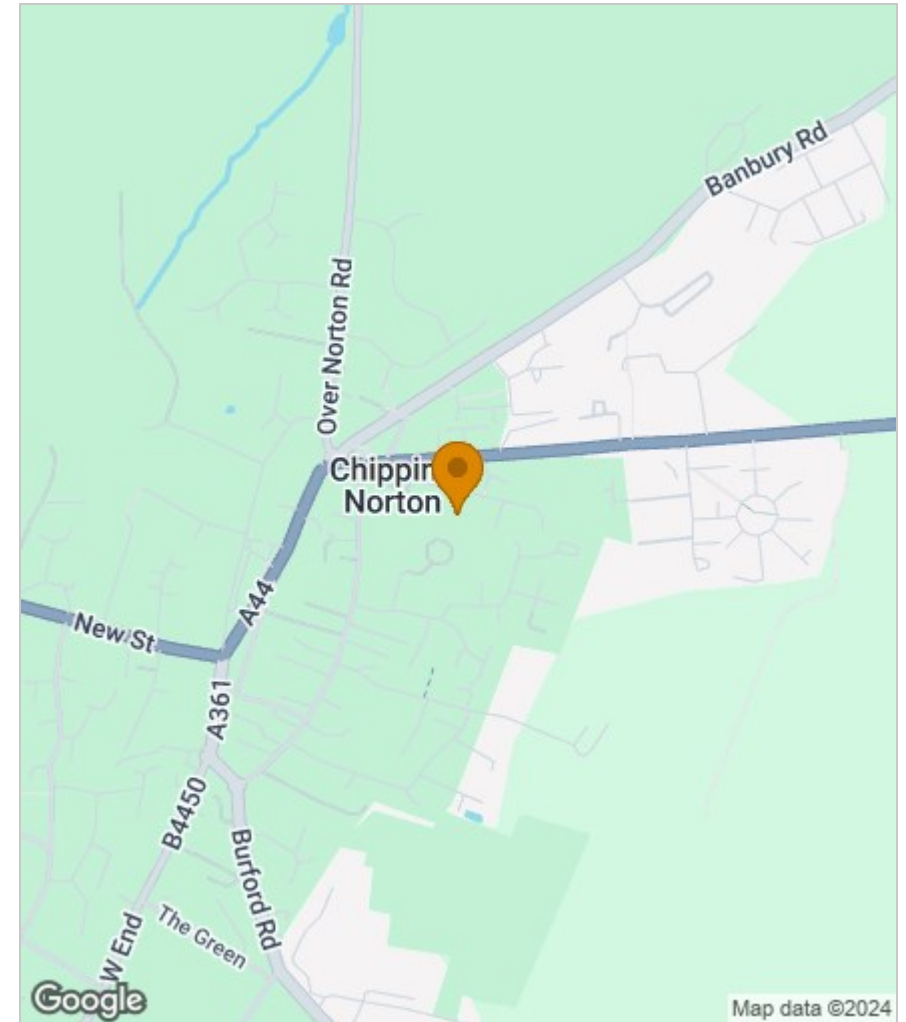 Banbury Rd
Over Norton Rd
Chippin
Norton
A44
New St
A361
B4450
Burford Rd
The Green
W End
Google
Map data ©2024